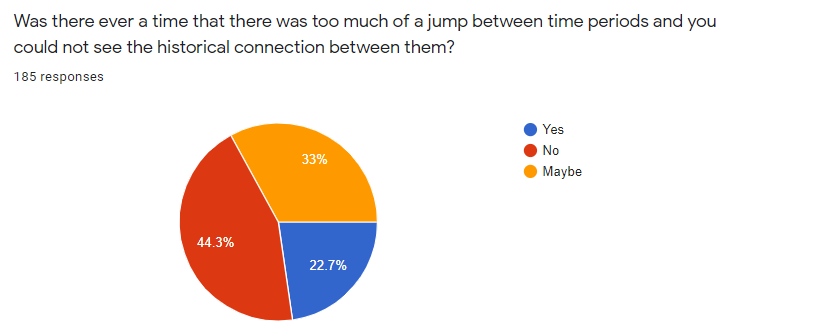 Was there ever a time that there was too much of a jump between time periods and you
could not see the historical connection between them?
185 responses
Yes
No
Maybe
33%
44.3%
22.7%